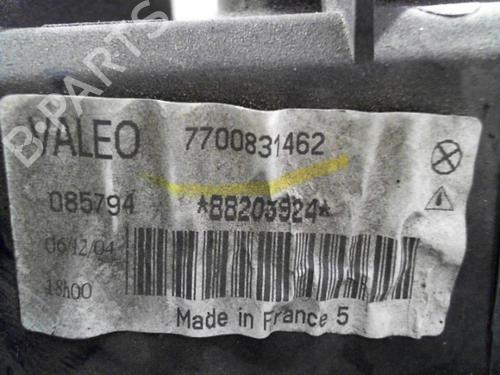 B-PARTS
VALEO 7700831462
085794 *88203924*
06/12/04
18h00
Made in France 5